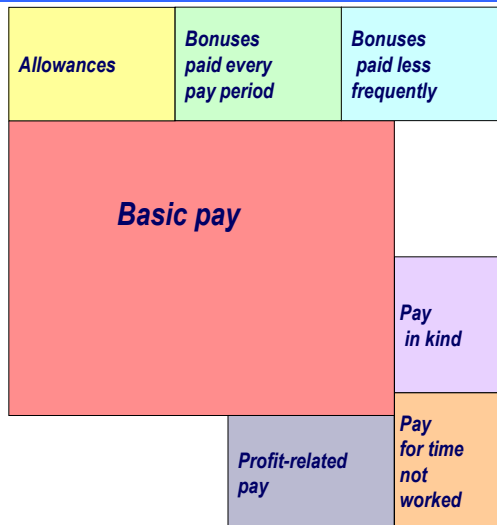 Allowances
Bonuses
paid every
pay period
Bonuses
paid less
frequently
Basic pay
Pay
in kind
Profit-related
pay
Pay
for time
not
worked